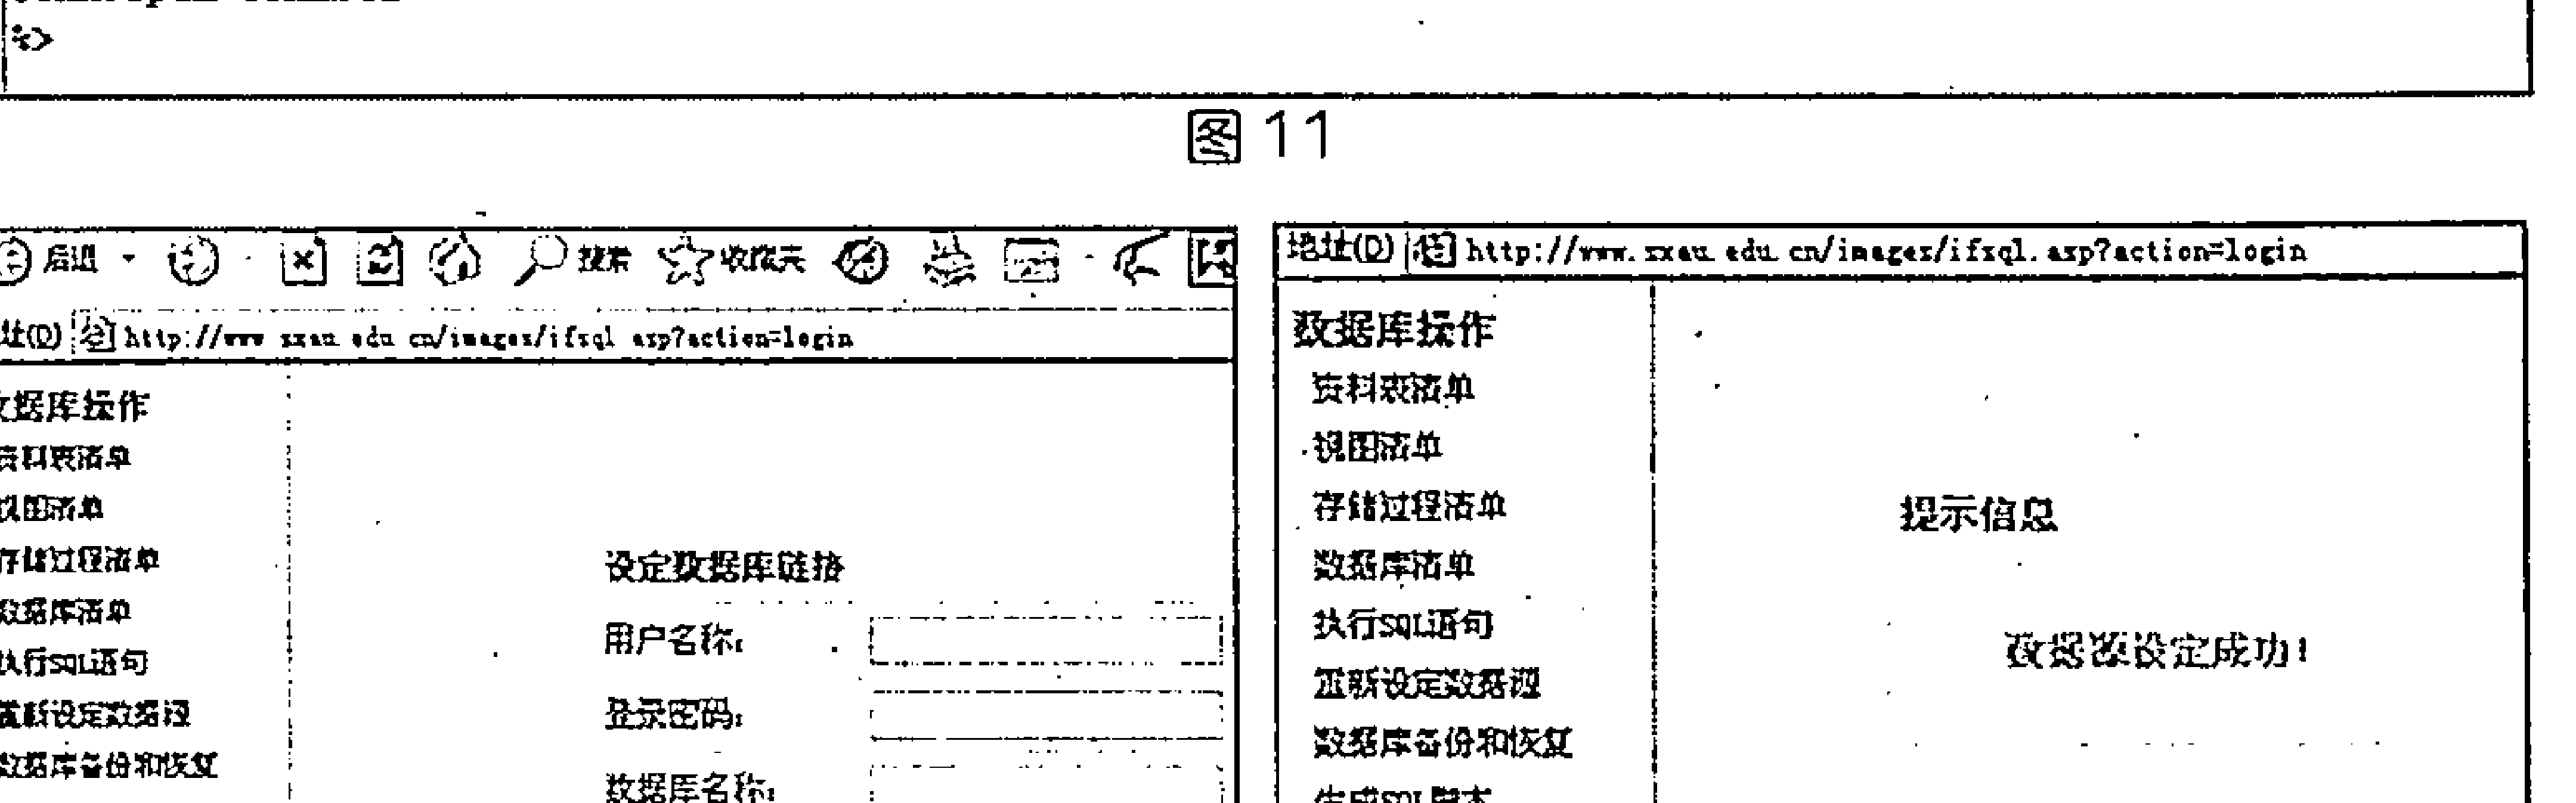 %>
图 11
后退 搜索 收藏夹
址(D) http://www.sxau.edu.cn/images/ifsql.asp?action=login
数据库操作
资料表清单
视图清单
存储过程清单
数据库清单
执行SQL语句
重新设定数据源
数据库备份和恢复
设定数据库链接
用户名称:
登录密码:
数据库名称:
地址(D) http://www.sxau.edu.cn/images/ifsql.asp?action=login
数据库操作
资料表清单
视图清单
存储过程清单
数据库清单
执行SQL语句
重新设定数据源
数据库备份和恢复
生成SQL脚本
提示信息
数据源设定成功!